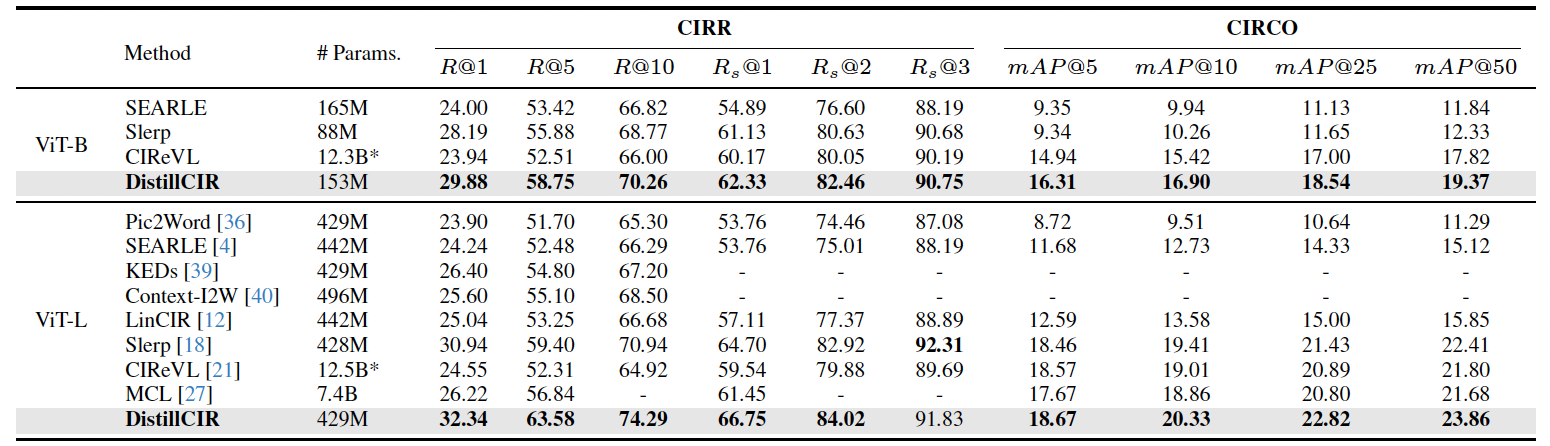 Method # Params. CIRR CIRCO
R@1 R@5 R@10 Rs@1 Rs@2 Rs@3 mAP@5 mAP@10 mAP@25 mAP@50
ViT-B
SEARLE 165M 24.00 53.42 66.82 54.89 76.60 88.19 9.35 9.94 11.13 11.84
Slerp 88M 28.19 55.88 68.77 61.13 80.63 90.68 9.34 10.26 11.65 12.33
CIReVL 12.3B* 23.94 52.51 66.00 60.17 80.05 90.19 14.94 15.42 17.00 17.82
DistillCIR 153M 29.88 58.75 70.26 62.33 82.46 90.75 16.31 16.90 18.54 19.37
ViT-L
Pic2Word [36] 429M 23.90 51.70 65.30 53.76 74.46 87.08 8.72 9.51 10.64 11.29
SEARLE [4] 442M 24.24 52.48 66.29 53.76 75.01 88.19 11.68 12.73 14.33 15.12
KEDs [39] 429M 26.40 54.80 67.20 - - - - - - -
Context-I2W [40] 496M 25.60 55.10 68.50 - - - - - - -
LinCIR [12] 442M 25.04 53.25 66.68 57.11 77.37 88.89 12.59 13.58 15.00 15.85
Slerp [18] 428M 30.94 59.40 70.94 64.70 82.92 92.31 18.46 19.41 21.43 22.41
CIReVL [21] 12.5B* 24.55 52.31 64.92 59.54 79.88 89.69 18.57 19.01 20.89 21.80
MCL [27] 7.4B 26.22 56.84 - 61.45 - - 17.67 18.86 20.80 21.68
DistillCIR 429M 32.34 63.58 74.29 66.75 84.02 91.83 18.67 20.33 22.82 23.86